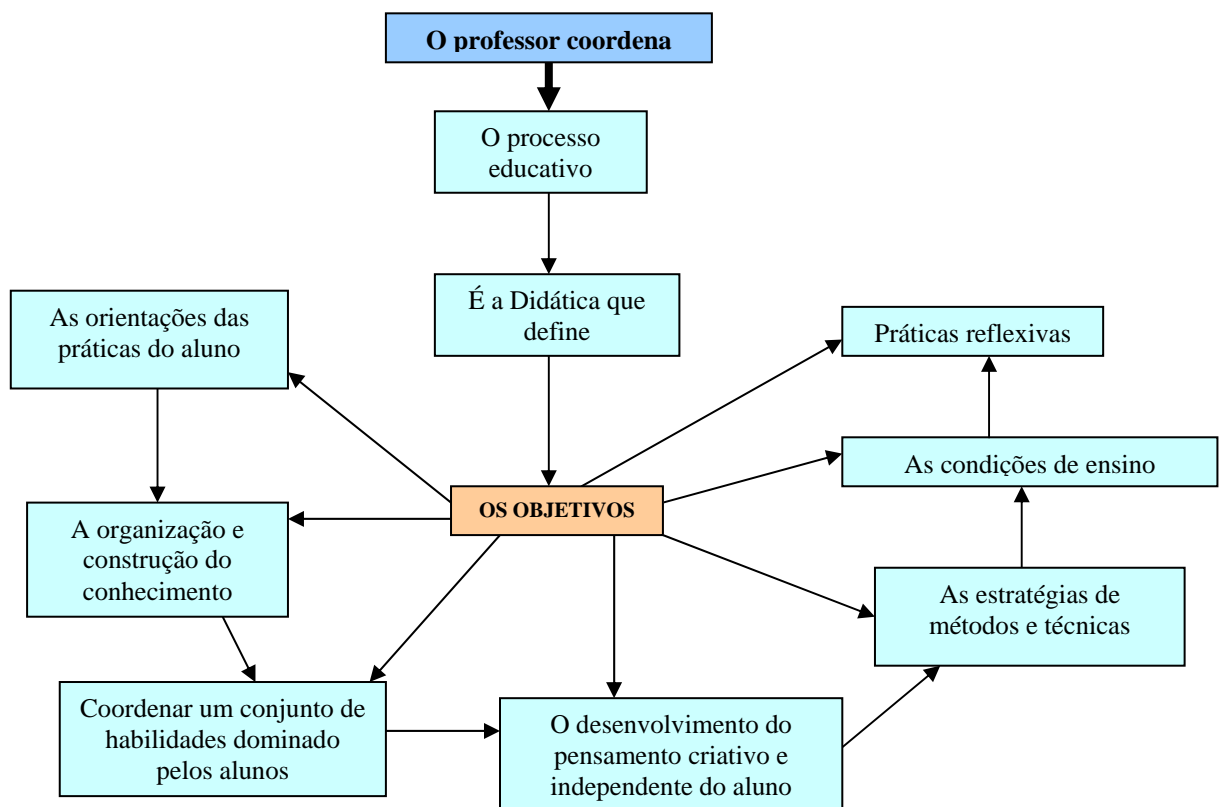 O professor coordena
O processo
educativo
É a Didática que
define
As orientações das
práticas do aluno
Práticas reflexivas
As condições de ensino
OS OBJETIVOS
A organização e
construção do
conhecimento
As estratégias de
métodos e técnicas
Coordenar um conjunto de
habilidades dominado
pelos alunos
O desenvolvimento do
pensamento criativo e
independente do aluno